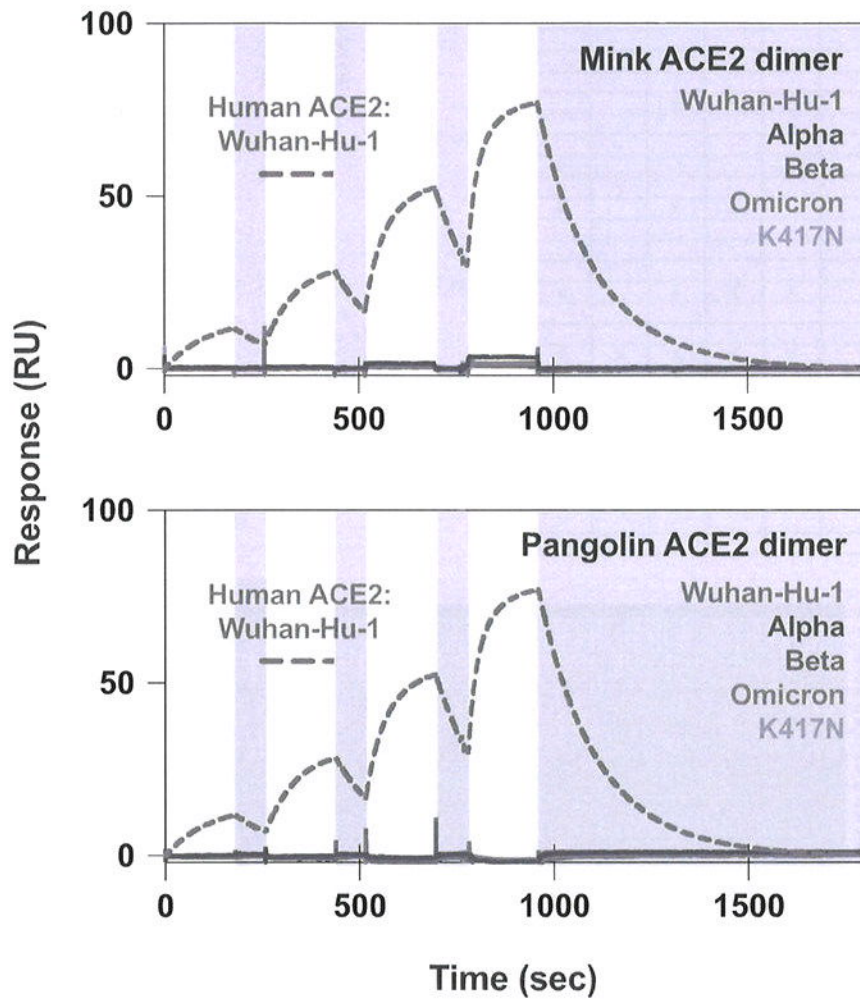 Response (RU)
100
50
0
Mink ACE2 dimer
Human ACE2:
Wuhan-Hu-1
Wuhan-Hu-1
Alpha
Beta
Omicron
K417N
0
500
1000
1500
100
50
0
Pangolin ACE2 dimer
Human ACE2:
Wuhan-Hu-1
Wuhan-Hu-1
Alpha
Beta
Omicron
K417N
0
500
1000
1500
Time (sec)